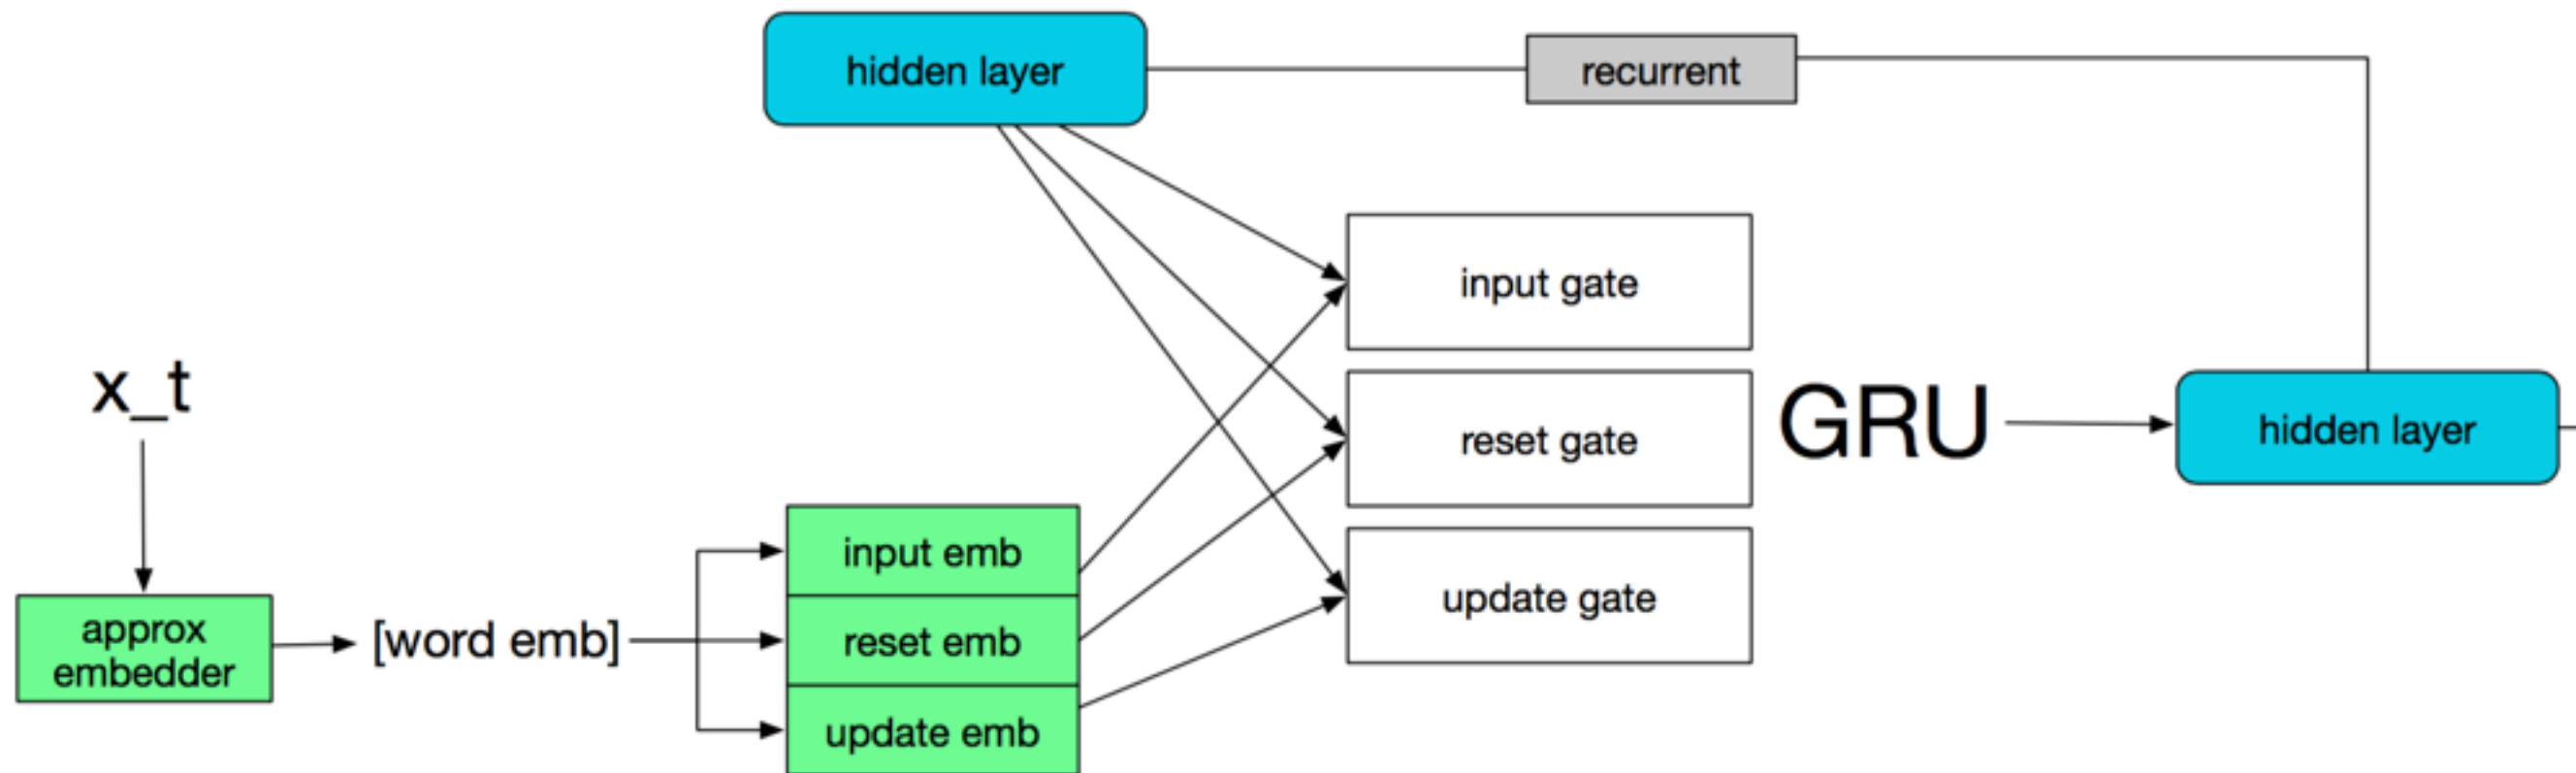 hidden layer
recurrent
input gate
x_t
reset gate
GRU
hidden layer
input emb
update gate
approx
embedder
[word emb]
reset emb
update emb